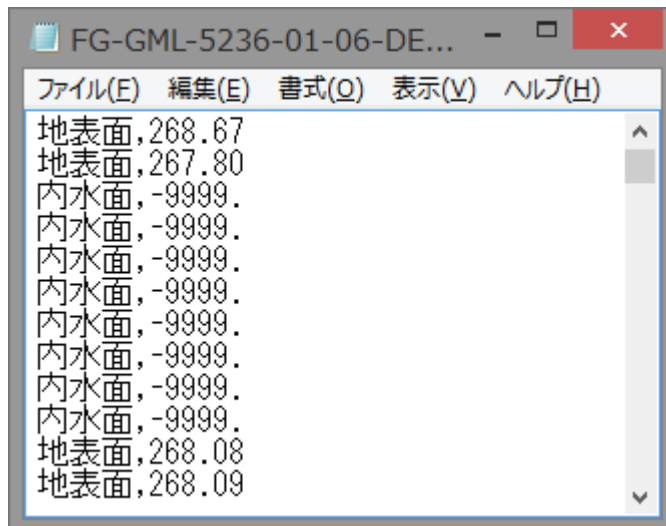 FG-GML-5236-01-06-DE...
ファイル(F) 編集(E) 書式(O) 表示(V) ヘルプ(H)
地表面,268.67
地表面,267.80
内水面,-9999.
内水面,-9999.
内水面,-9999.
内水面,-9999.
内水面,-9999.
内水面,-9999.
内水面,-9999.
内水面,-9999.
地表面,268.08
地表面,268.09